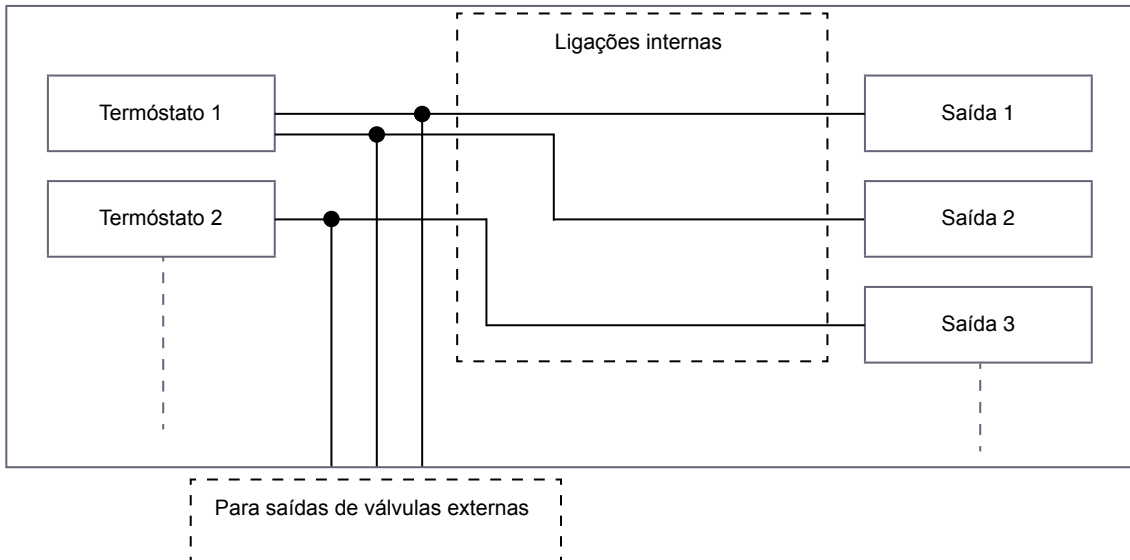 Ligações internas
Termóstato 1
Saída 1
Termóstato 2
Saída 2
Saída 3
Para saídas de válvulas externas